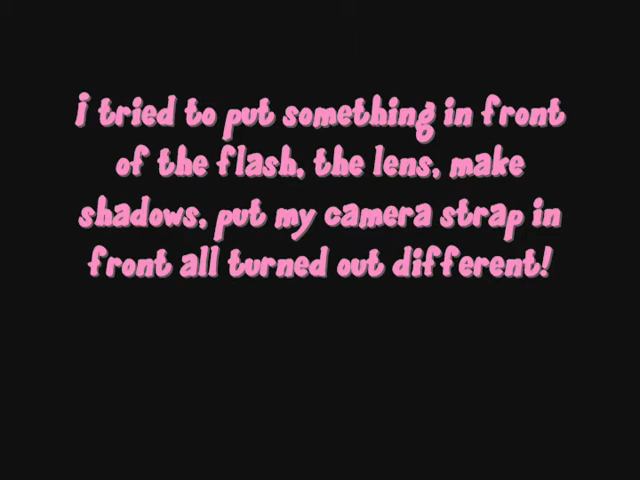 i tried to put something in front
of the flash, the lens, make
shadows, put my camera strap in
front all turned out different!